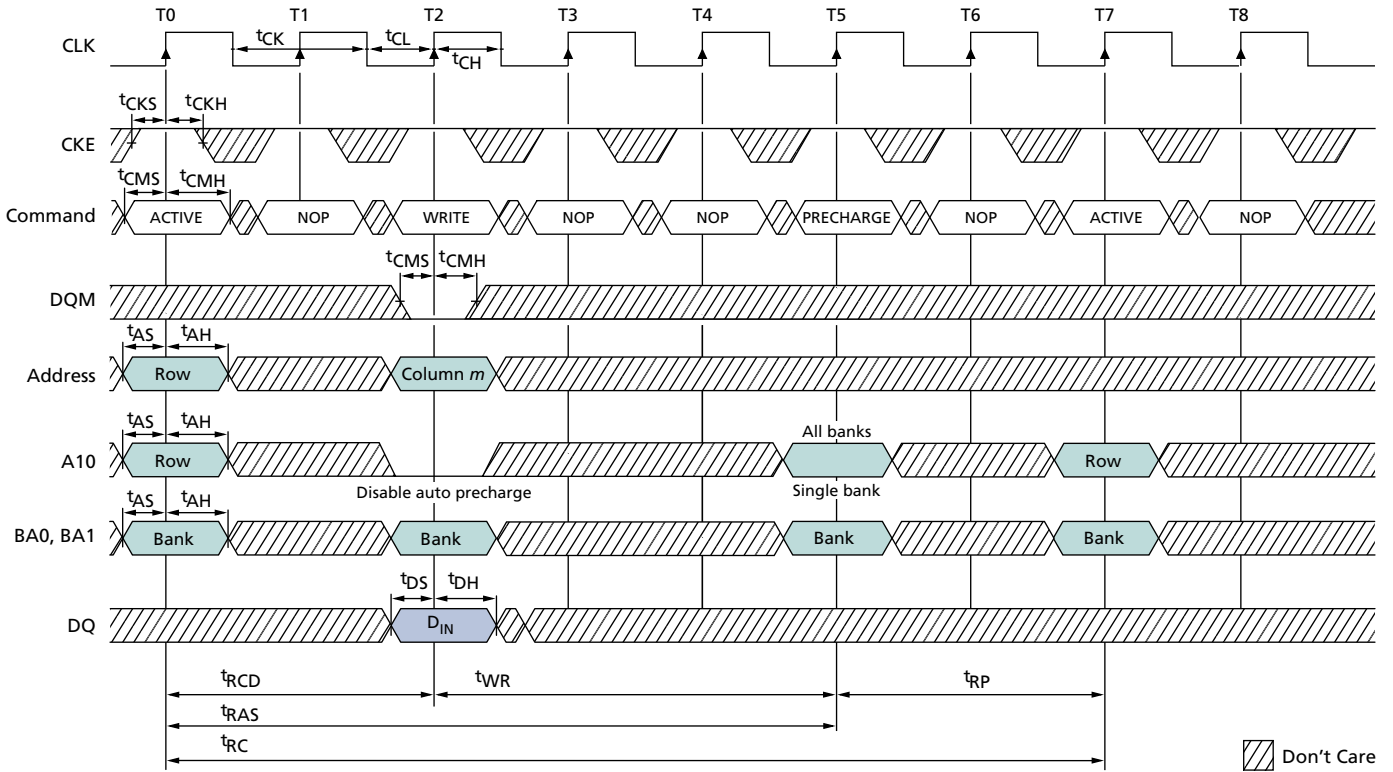 T0 T1 T2 T3 T4 T5 T6 T7 T8
CLK
tCK tCL
tCH
tCKS tCKH
CKE
tCMS tCMH
Command ACTIVE NOP WRITE NOP NOP PRECHARGE NOP ACTIVE NOP
tCMS tCMH
DQM
tAS tAH
Address Row Column m
tAS tAH
All banks
A10 Row Row
Disable auto precharge Single bank
tAS tAH
BA0, BA1 Bank Bank Bank Bank
tDS tDH
DQ DIN
tRCD tWR tRP
tRAS
tRC
Don't Care